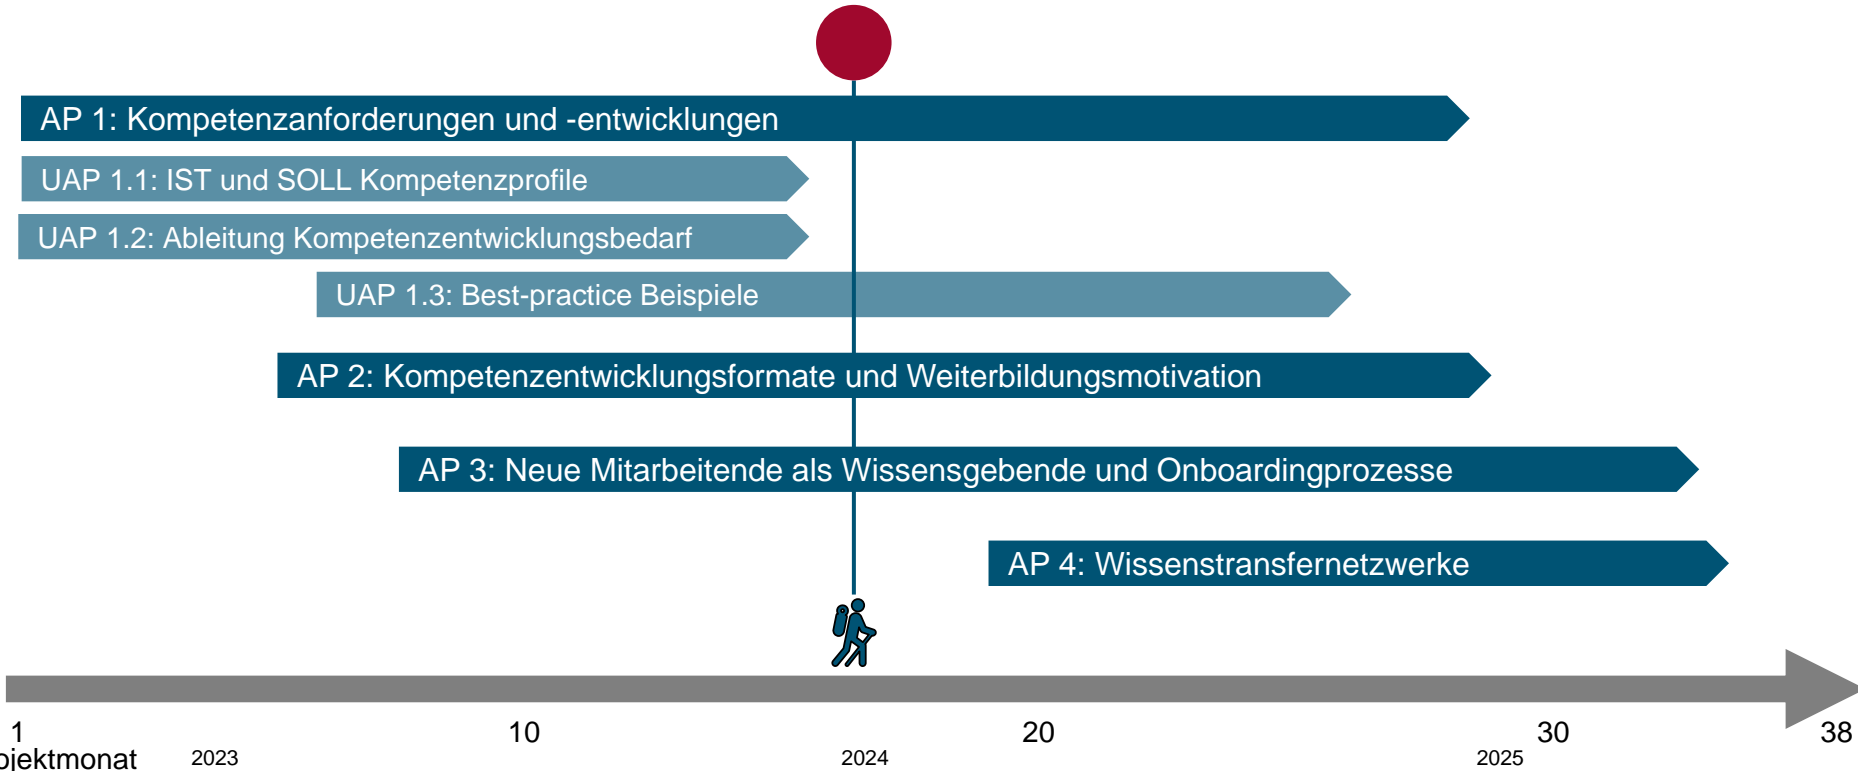 AP 1: Kompetenzanforderungen und -entwicklungen
UAP 1.1: IST und SOLL Kompetenzprofile
UAP 1.2: Ableitung Kompetenzentwicklungsbedarf
UAP 1.3: Best-practice Beispiele
AP 2: Kompetenzentwicklungsformate und Weiterbildungsmotivation
AP 3: Neue Mitarbeitende als Wissensgebende und Onboardingprozesse
AP 4: Wissenstransfernetzwerke
1 10 20 30 38
ojektmonat 2023 2024 2025